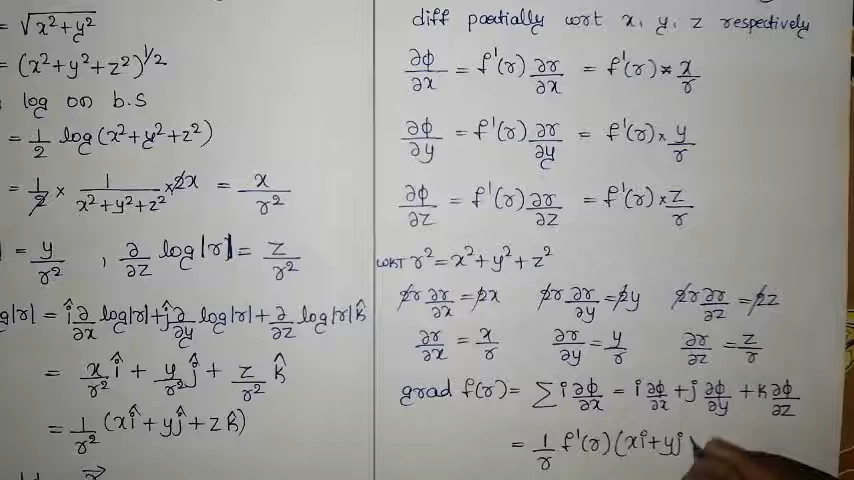 = √x²+y²
= (x²+y²+z²)^1/2
log on b.s
= 1/2 log(x²+y²+z²)
= 1/2 × 1/x²+y²+z² × 2x = x/r²
= y/r² , ∂/∂z log|r| = z/r²
g|r| = î ∂/∂x log|r| + ĵ ∂/∂y log|r| + ∂/∂z log|r| k̂
= x/r² î + y/r² ĵ + z/r² k̂
= 1/r² (xî + yĵ + zk̂)
diff partially wrt x, y, z respectively
∂ϕ/∂x = f'(r) ∂r/∂x = f'(r) × x/r
∂ϕ/∂y = f'(r) ∂r/∂y = f'(r) × y/r
∂ϕ/∂z = f'(r) ∂r/∂z = f'(r) × z/r
WKT r² = x² + y² + z²
2r ∂r/∂x = 2x 2r ∂r/∂y = 2y 2r ∂r/∂z = 2z
∂r/∂x = x/r ∂r/∂y = y/r ∂r/∂z = z/r
grad f(r) = ∑ i ∂ϕ/∂x = i ∂ϕ/∂x + j ∂ϕ/∂y + k ∂ϕ/∂z
= 1/r f'(r) (xi + yj